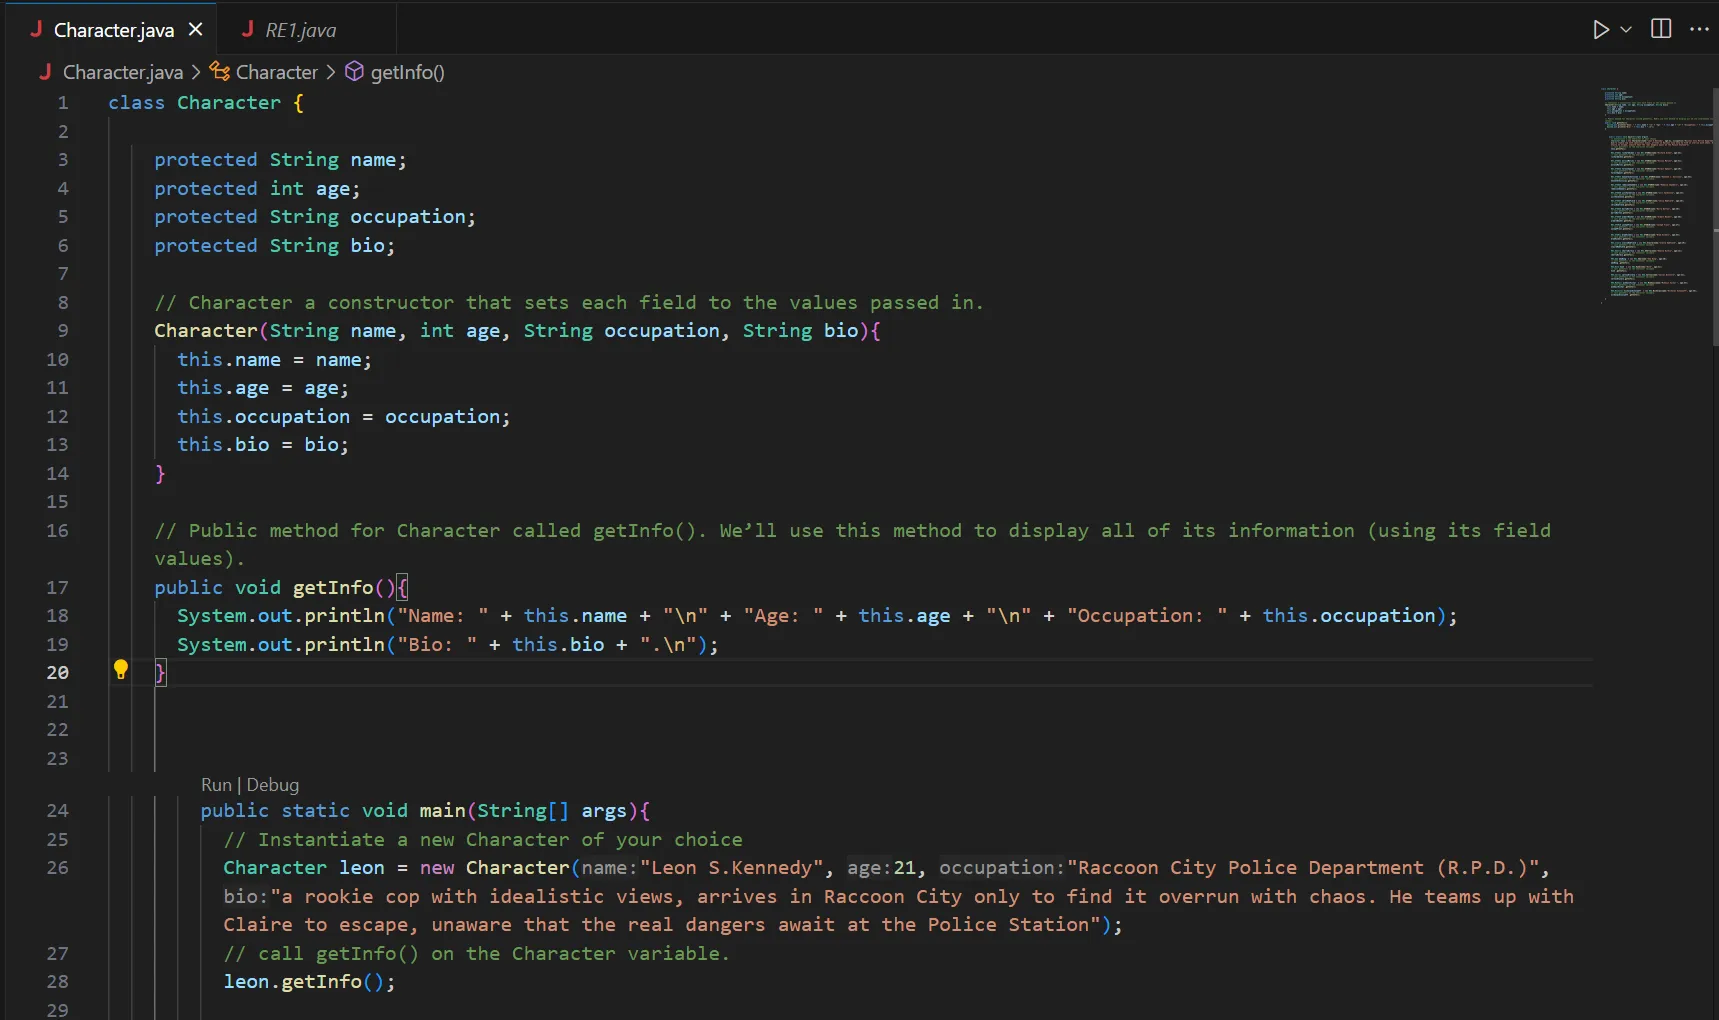 Character.java
RE1.java
Character.java > Character > getInfo()
1 class Character {
2
3 protected String name;
4 protected int age;
5 protected String occupation;
6 protected String bio;
7
8 // Character a constructor that sets each field to the values passed in.
9 Character(String name, int age, String occupation, String bio){
10 this.name = name;
11 this.age = age;
12 this.occupation = occupation;
13 this.bio = bio;
14 }
15
16 // Public method for Character called getInfo(). We’ll use this method to display all of its information (using its field
values).
17 public void getInfo(){
18 System.out.println("Name: " + this.name + "\n" + "Age: " + this.age + "\n" + "Occupation: " + this.occupation);
19 System.out.println("Bio: " + this.bio + ".\n");
20 }
21
22
23
Run | Debug
24 public static void main(String[] args){
25 // Instantiate a new Character of your choice
26 Character leon = new Character(name:"Leon S.Kennedy", age:21, occupation:"Raccoon City Police Department (R.P.D.)",
bio:"a rookie cop with idealistic views, arrives in Raccoon City only to find it overrun with chaos. He teams up with
Claire to escape, unaware that the real dangers await at the Police Station");
27 // call getInfo() on the Character variable.
28 leon.getInfo();
29